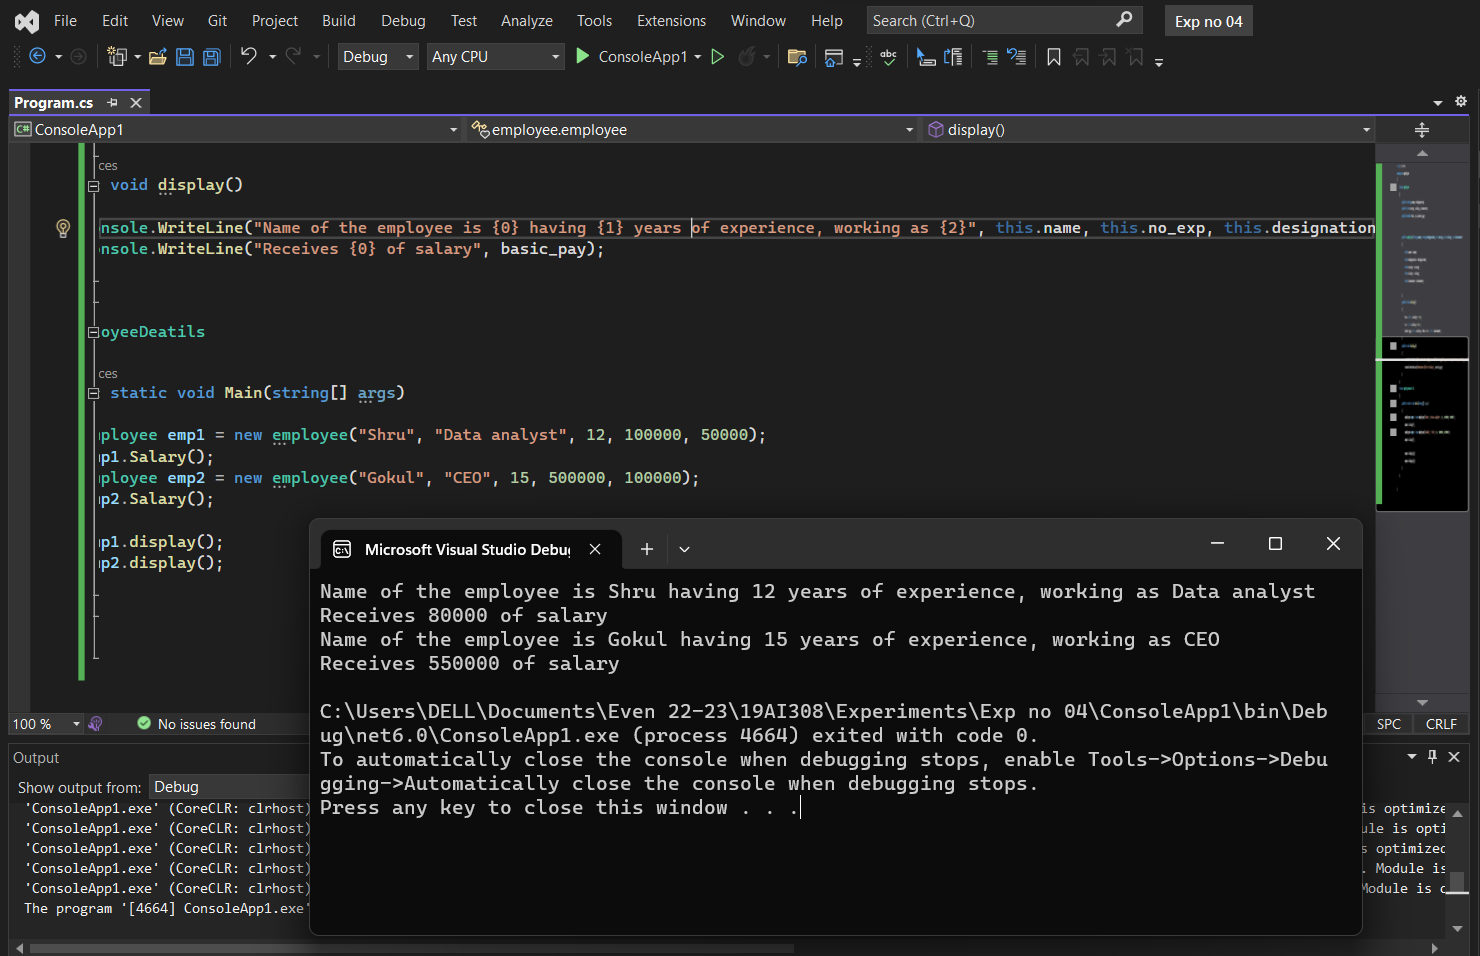 File Edit View Git Project Build Debug Test Analyze Tools Extensions Window Help Search (Ctrl+Q) Exp no 04
Debug Any CPU ConsoleApp1
Program.cs
C# ConsoleApp1 employee.employee display()
ces
void display()
nsole.WriteLine("Name of the employee is {0} having {1} years of experience, working as {2}", this.name, this.no_exp, this.designation
nsole.WriteLine("Receives {0} of salary", basic_pay);
oyeeDeatils
ces
static void Main(string[] args)
ployee emp1 = new employee("Shru", "Data analyst", 12, 100000, 50000);
p1.Salary();
ployee emp2 = new employee("Gokul", "CEO", 15, 500000, 100000);
p2.Salary();
p1.display();
p2.display();
Microsoft Visual Studio Debug
Name of the employee is Shru having 12 years of experience, working as Data analyst
Receives 80000 of salary
Name of the employee is Gokul having 15 years of experience, working as CEO
Receives 550000 of salary
C:\Users\DELL\Documents\Even 22-23\19AI308\Experiments\Exp no 04\ConsoleApp1\bin\Deb
ug\net6.0\ConsoleApp1.exe (process 4664) exited with code 0.
To automatically close the console when debugging stops, enable Tools->Options->Debu
gging->Automatically close the console when debugging stops.
Press any key to close this window . . .
100 % No issues found SPC CRLF
Output
Show output from: Debug
'ConsoleApp1.exe' (CoreCLR: clrhost) is optimize
'ConsoleApp1.exe' (CoreCLR: clrhost) ule is opti
'ConsoleApp1.exe' (CoreCLR: clrhost) s optimized
'ConsoleApp1.exe' (CoreCLR: clrhost) . Module is
'ConsoleApp1.exe' (CoreCLR: clrhost) Module is
The program '[4664] ConsoleApp1.exe'